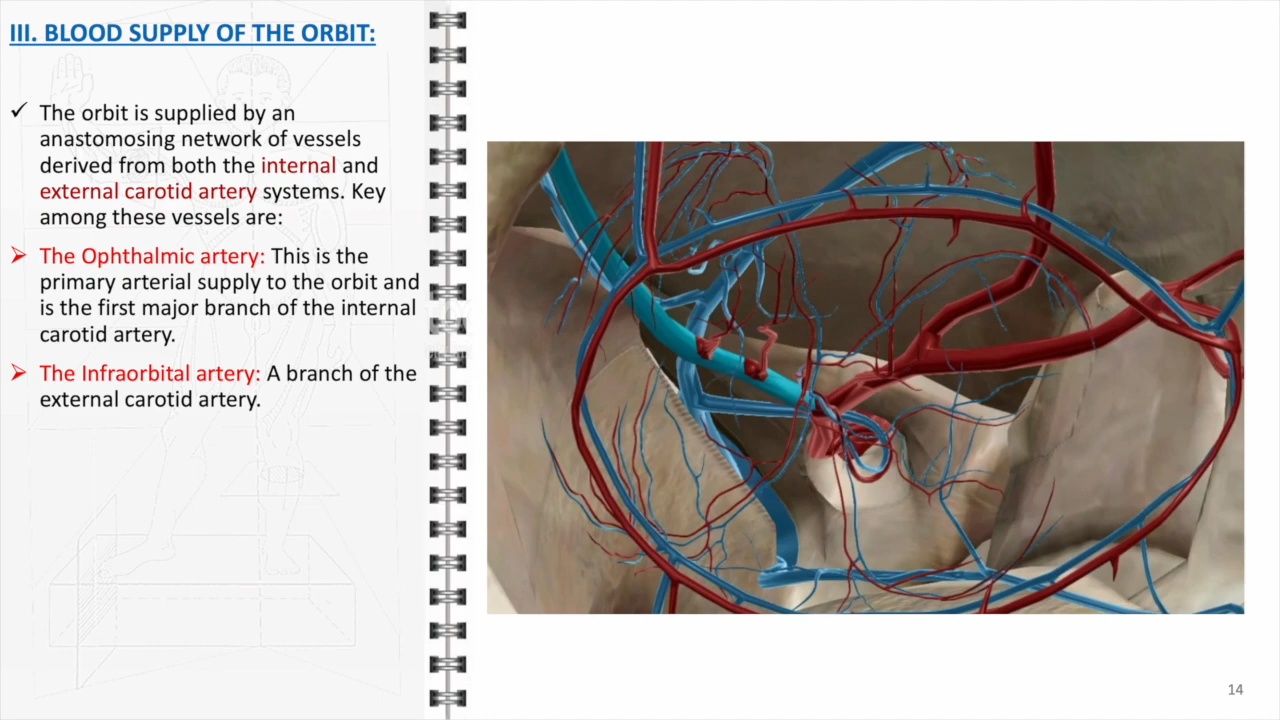 III. BLOOD SUPPLY OF THE ORBIT:
✓ The orbit is supplied by an
anastomosing network of vessels
derived from both the internal and
external carotid artery systems. Key
among these vessels are:
➢ The Ophthalmic artery: This is the
primary arterial supply to the orbit and
is the first major branch of the internal
carotid artery.
➢ The Infraorbital artery: A branch of the
external carotid artery.
14